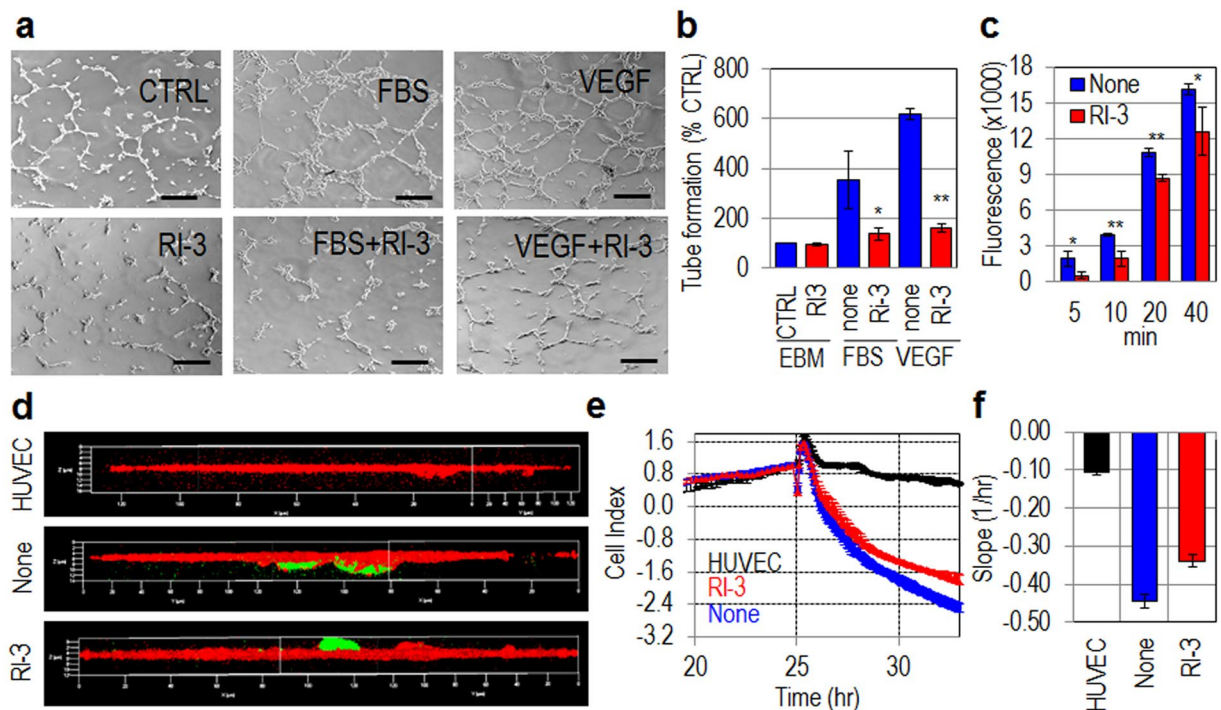 a
CTRL
FBS
VEGF
RI-3
FBS+RI-3
VEGF+RI-3
b
Tube formation (% CTRL)
800
600
400
200
0
CTRL
RI3
none
Ri-3
none
RI-3
EBM
FBS
VEGF
*
**
c
Fluorescence (x1000)
18
15
12
9
6
3
0
None
RI-3
*
**
**
*
5 10 20 40
min
d
HUVEC
None
RI-3
e
Cell Index
1.6
0.8
0.0
-0.8
-1.6
-2.4
-3.2
HUVEC
RI-3
None
20 25 30
Time (hr)
f
Slope (1/hr)
0.00
-0.10
-0.20
-0.30
-0.40
-0.50
HUVEC
None
RI-3